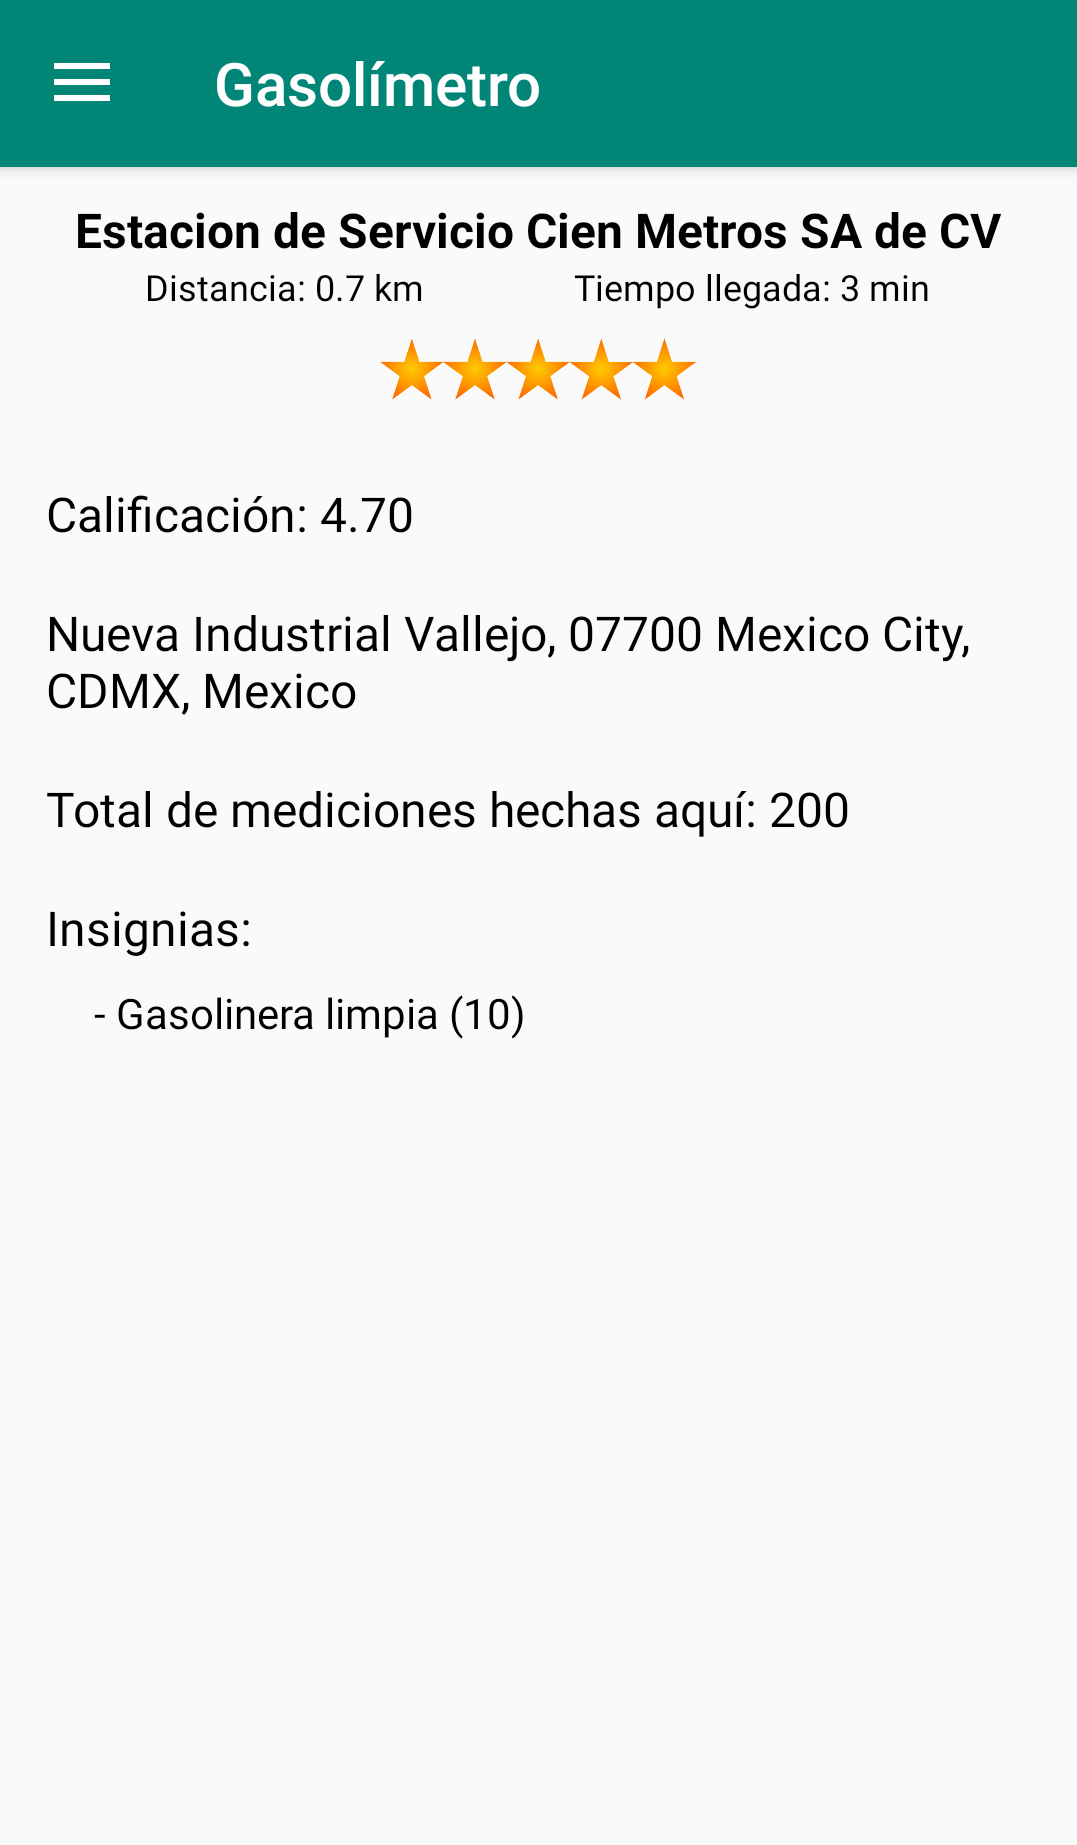 Gasolímetro
Estacion de Servicio Cien Metros SA de CV
Distancia: 0.7 km Tiempo llegada: 3 min
Calificación: 4.70
Nueva Industrial Vallejo, 07700 Mexico City,
CDMX, Mexico
Total de mediciones hechas aquí: 200
Insignias:
- Gasolinera limpia (10)